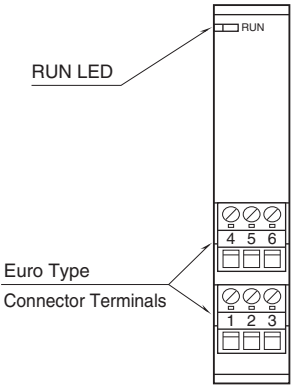 RUN
RUN LED
4 5 6
Euro Type
Connector Terminals
1 2 3